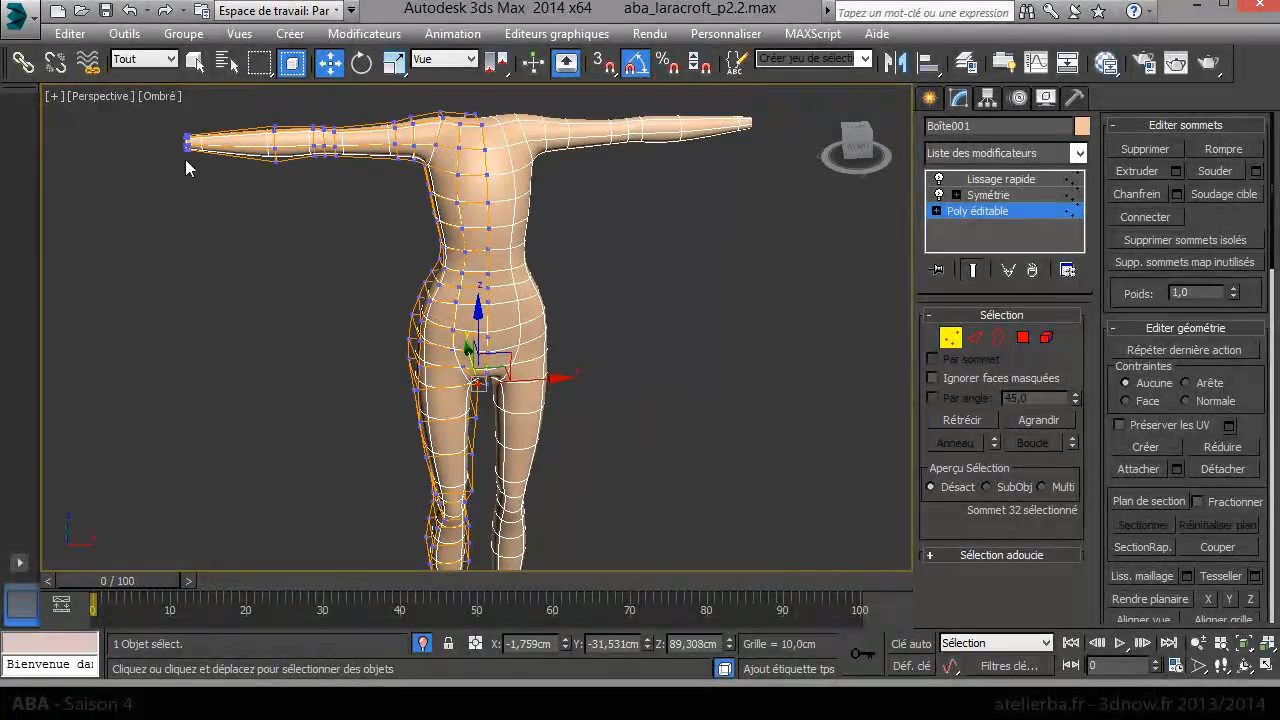 Espace de travail: Par
Autodesk 3ds Max 2014 x64 aba_laracroft_p2.2.max
Tapez un mot-clé ou une expression
Editer Outils Groupe Vues Créer Modificateurs Animation Editeurs graphiques Rendu Personnaliser MAXScript Aide
Tout
Vue
3
ABC
Créer jeu de sélecti
[+] [Perspective] [Ombré]
Boîte001
Liste des modificateurs
Lissage rapide
Symétrie
Poly éditable
Sélection
Par sommet
Ignorer faces masquées
Par angle: 45,0
Rétrécir Agrandir
Anneau Boucle
Aperçu Sélection
Désact SubObj Multi
Sommet 32 sélectionné
Sélection adoucie
Editer sommets
Supprimer Rompre
Extruder Souder
Chanfrein Soudage cible
Connecter
Supprimer sommets isolés
Supp. sommets map inutilisés
Poids: 1,0
Editer géométrie
Répéter dernière action
Contraintes
Aucune Arête
Face Normale
Préserver les UV
Créer Réduire
Attacher Détacher
Plan de section Fractionner
Sectionner Réinitialiser plan
SectionRap. Couper
Liss. maillage Tesseller
Rendre planaire X Y Z
Aligner vue Aligner grille
z
x
0 / 100
0 10 20 30 40 50 60 70 80 90 100
1 Objet sélect.
X: -1,759cm Y: -31,531cm Z: 89,308cm Grille = 10,0cm
Clé auto Sélection
Bienvenue da
Cliquez ou cliquez et déplacez pour sélectionner des objets
Ajout étiquette tps
Déf. clé Filtres clé... 0
ABA - Saison 4
atelierba.fr - 3dnow.fr 2013/2014